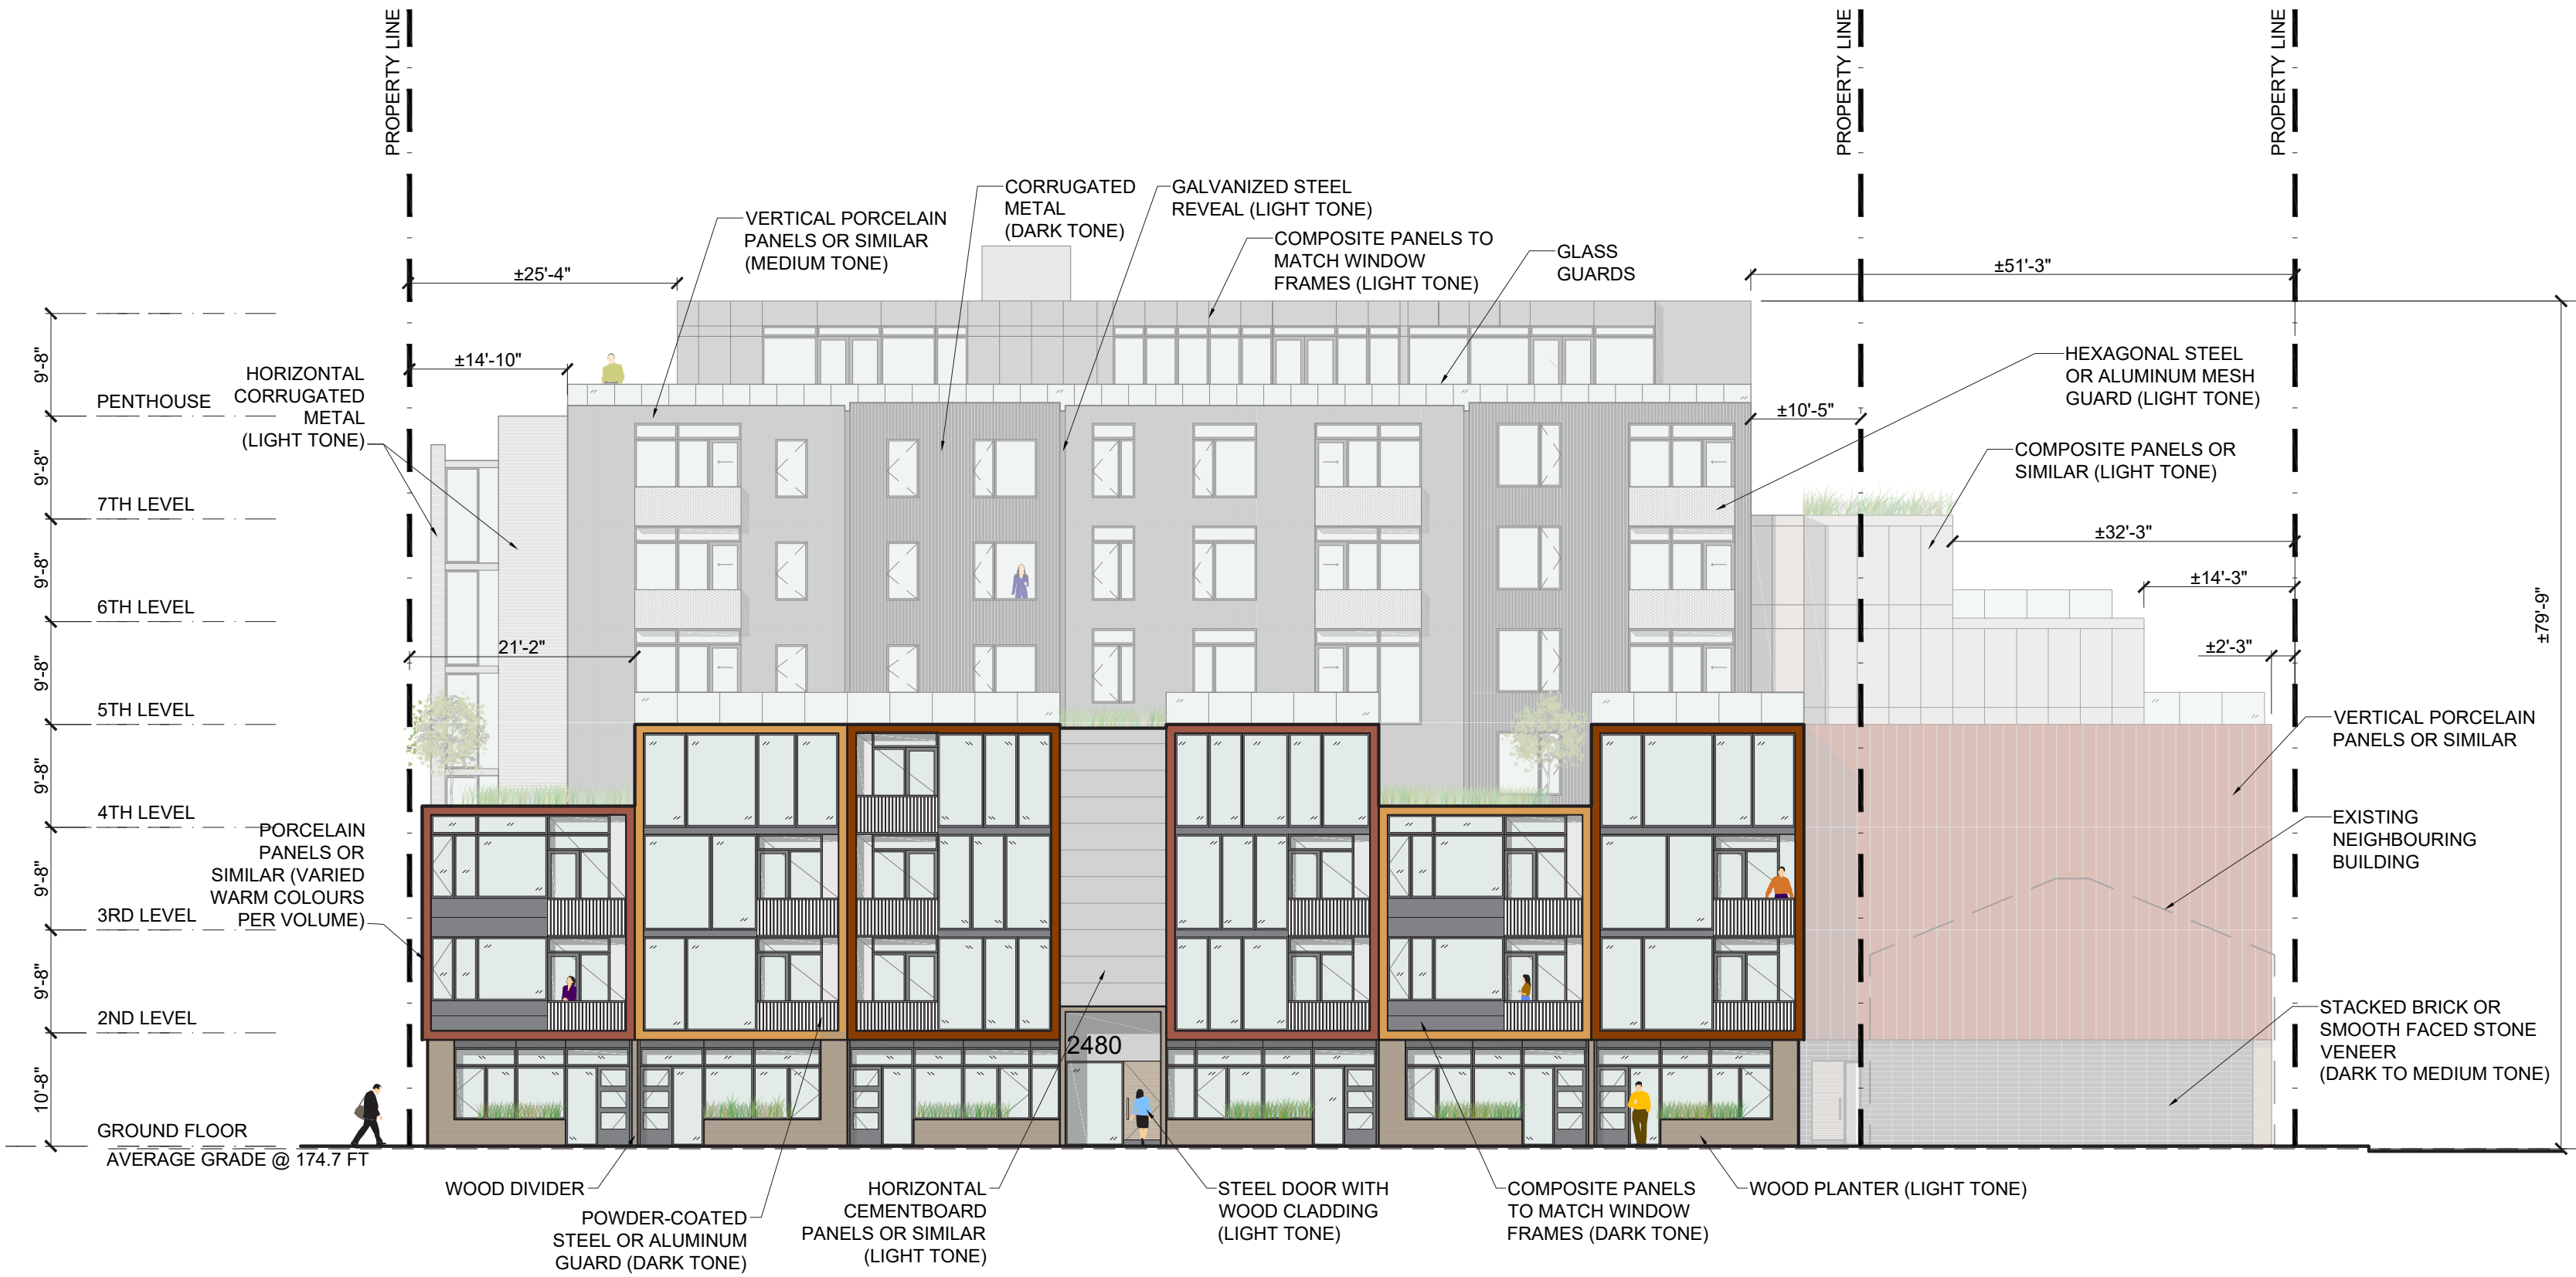 PROPERTY LINE
PROPERTY LINE
PROPERTY LINE
CORRUGATED
METAL
(DARK TONE)
GALVANIZED STEEL
REVEAL (LIGHT TONE)
VERTICAL PORCELAIN
PANELS OR SIMILAR
(MEDIUM TONE)
COMPOSITE PANELS TO
MATCH WINDOW
FRAMES (LIGHT TONE)
GLASS
GUARDS
±25'-4"
±51'-3"
±14'-10"
HORIZONTAL
CORRUGATED
METAL
(LIGHT TONE)
HEXAGONAL STEEL
OR ALUMINUM MESH
GUARD (LIGHT TONE)
±10'-5"
COMPOSITE PANELS OR
SIMILAR (LIGHT TONE)
±32'-3"
±14'-3"
±2'-3"
±79'-9"
21'-2"
9'-8"
PENTHOUSE
9'-8"
7TH LEVEL
9'-8"
6TH LEVEL
9'-8"
5TH LEVEL
9'-8"
4TH LEVEL
9'-8"
3RD LEVEL
9'-8"
2ND LEVEL
10'-8"
GROUND FLOOR
AVERAGE GRADE @ 174.7 FT
PORCELAIN
PANELS OR
SIMILAR (VARIED
WARM COLOURS
PER VOLUME)
VERTICAL PORCELAIN
PANELS OR SIMILAR
EXISTING
NEIGHBOURING
BUILDING
STACKED BRICK OR
SMOOTH FACED STONE
VENEER
(DARK TO MEDIUM TONE)
2480
WOOD DIVIDER
POWDER-COATED
STEEL OR ALUMINUM
GUARD (DARK TONE)
HORIZONTAL
CEMENTBOARD
PANELS OR SIMILAR
(LIGHT TONE)
STEEL DOOR WITH
WOOD CLADDING
(LIGHT TONE)
COMPOSITE PANELS
TO MATCH WINDOW
FRAMES (DARK TONE)
WOOD PLANTER (LIGHT TONE)